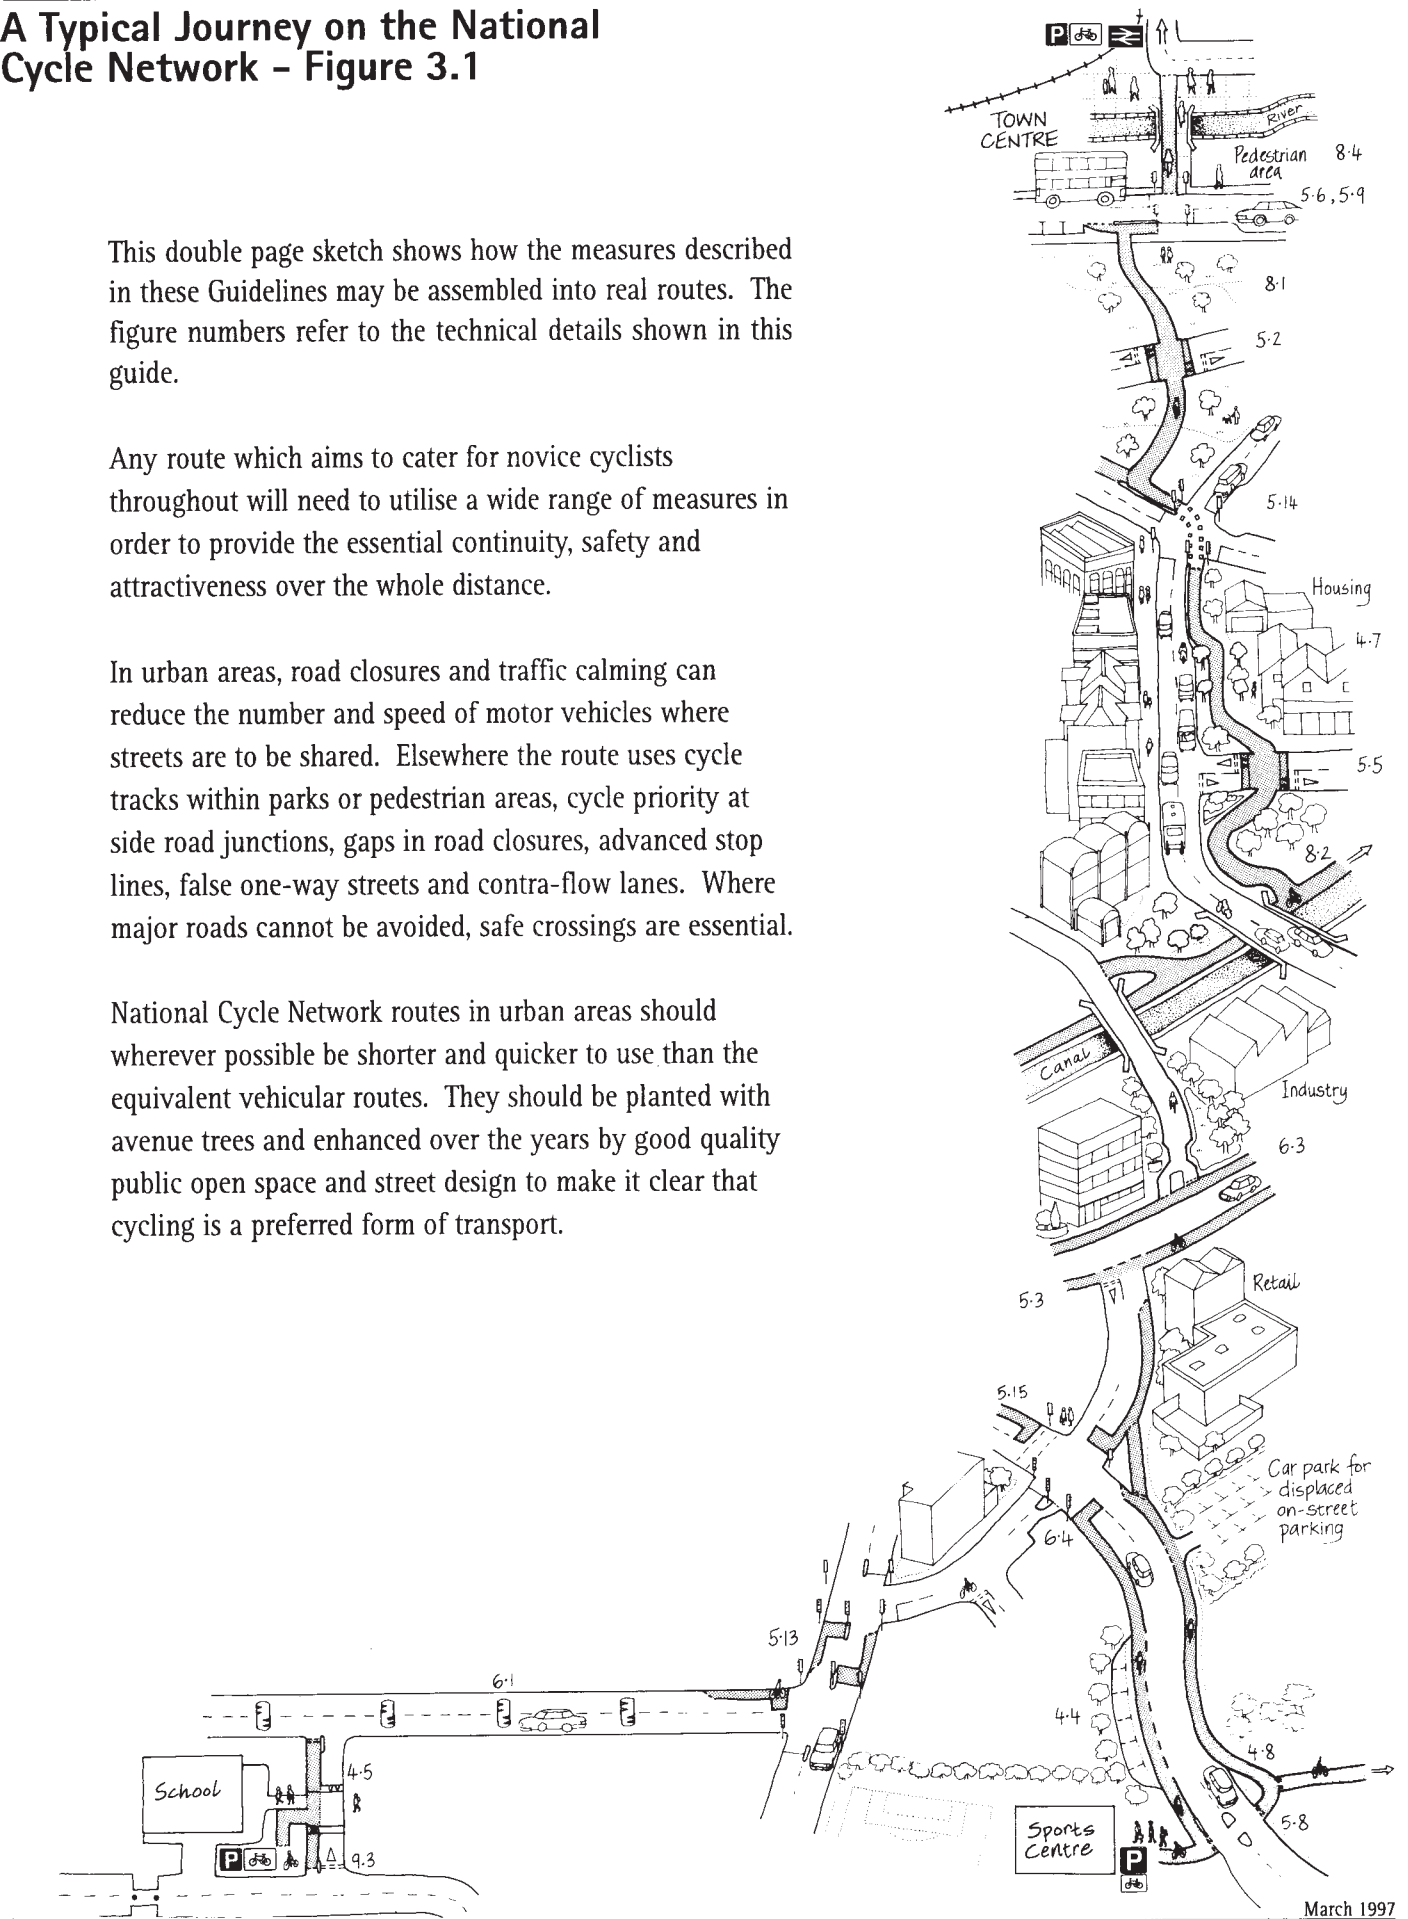 A Typical Journey on the National
Cycle Network – Figure 3.1
This double page sketch shows how the measures described
in these Guidelines may be assembled into real routes. The
figure numbers refer to the technical details shown in this
guide.
Any route which aims to cater for novice cyclists
throughout will need to utilise a wide range of measures in
order to provide the essential continuity, safety and
attractiveness over the whole distance.
In urban areas, road closures and traffic calming can
reduce the number and speed of motor vehicles where
streets are to be shared. Elsewhere the route uses cycle
tracks within parks or pedestrian areas, cycle priority at
side road junctions, gaps in road closures, advanced stop
lines, false one-way streets and contra-flow lanes. Where
major roads cannot be avoided, safe crossings are essential.
National Cycle Network routes in urban areas should
wherever possible be shorter and quicker to use than the
equivalent vehicular routes. They should be planted with
avenue trees and enhanced over the years by good quality
public open space and street design to make it clear that
cycling is a preferred form of transport.
P
TOWN
CENTRE
River
Pedestrian
area
8·4
5·6, 5·9
8·1
5·2
5·14
Housing
4·7
5·5
8·2
Canal
Industry
6·3
5·3
Retail
5·15
Car park for
displaced
on-street
parking
6·4
5·13
6·1
4·4
4·8
5·8
School
4·5
P
9.3
Sports
Centre
P
March 1997